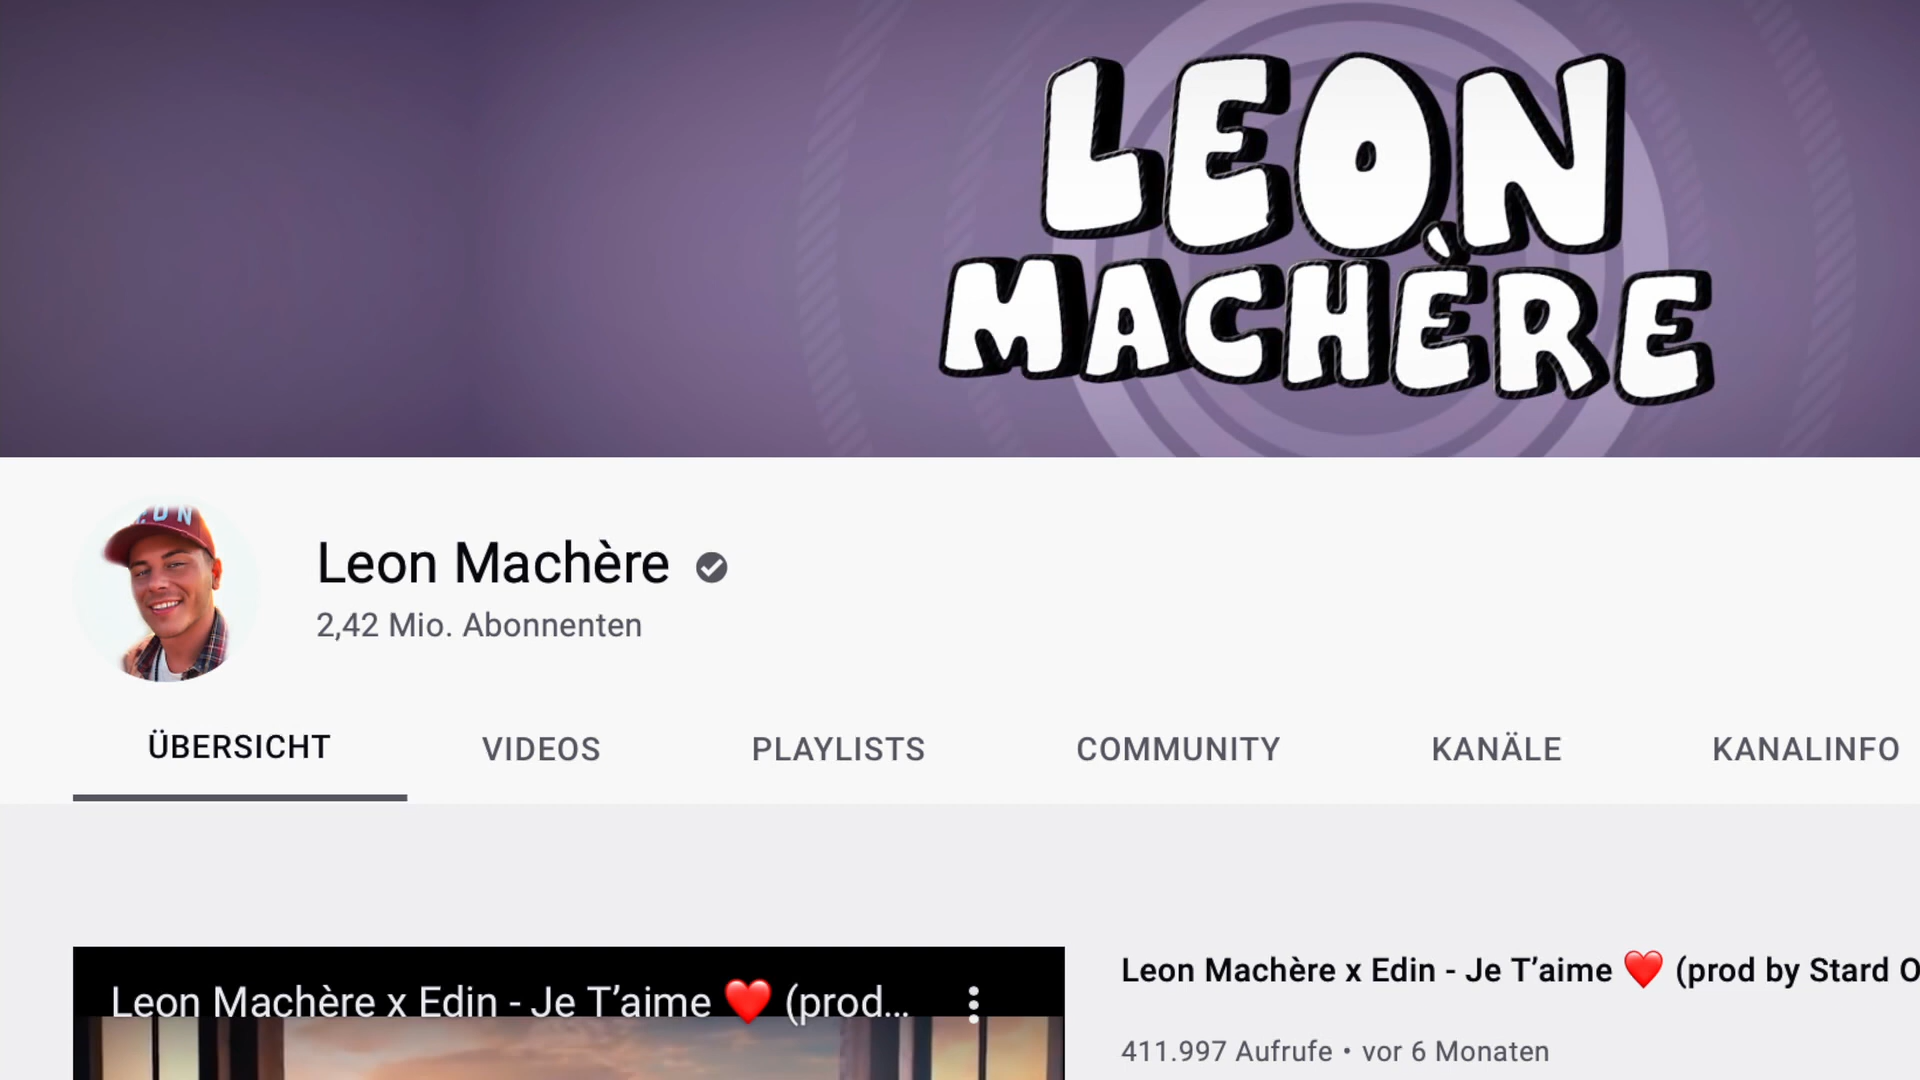 LEON
MACHÈRE
Leon Machère
2,42 Mio. Abonnenten
ÜBERSICHT VIDEOS PLAYLISTS COMMUNITY KANÄLE KANALINFO
Leon Machère x Edin - Je T’aime ❤️ (prod...
Leon Machère x Edin - Je T’aime ❤️ (prod by Stard O
411.997 Aufrufe • vor 6 Monaten